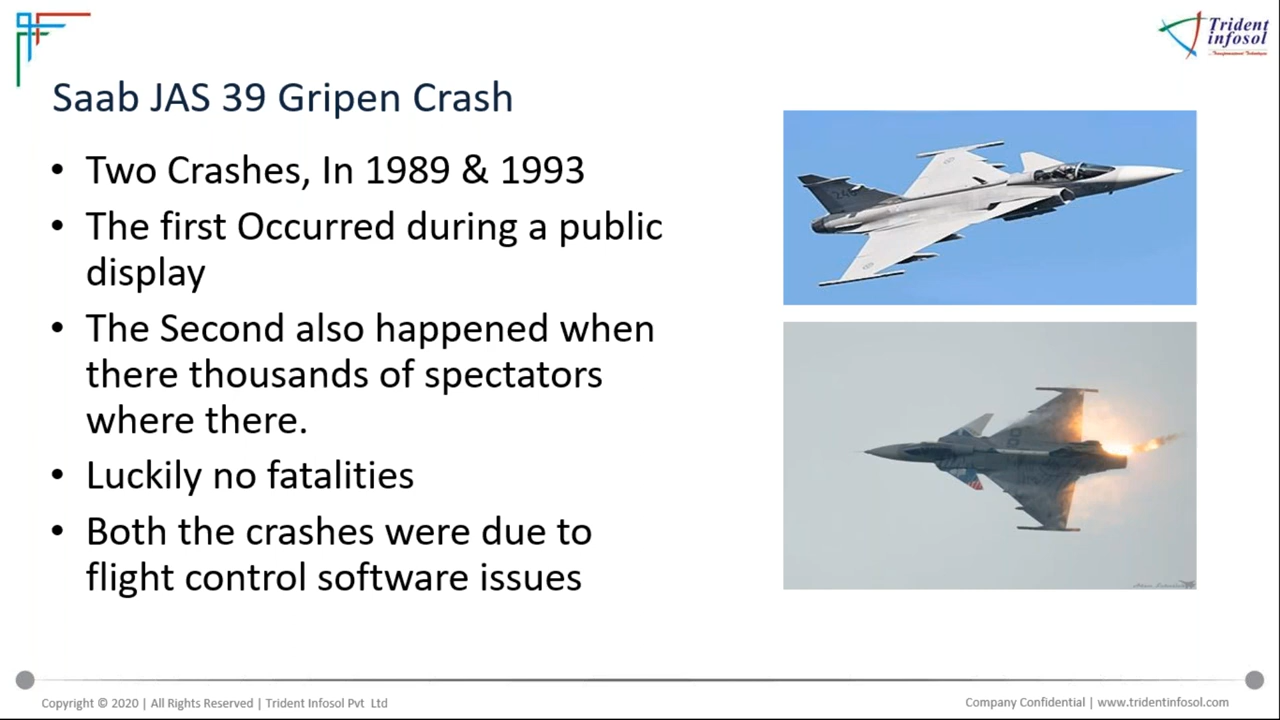 Trident
infosol
Saab JAS 39 Gripen Crash
• Two Crashes, In 1989 & 1993
• The first Occurred during a public
display
• The Second also happened when
there thousands of spectators
where there.
• Luckily no fatalities
• Both the crashes were due to
flight control software issues
Copyright © 2020 | All Rights Reserved | Trident Infosol Pvt Ltd
Company Confidential | www.tridentinfosol.com